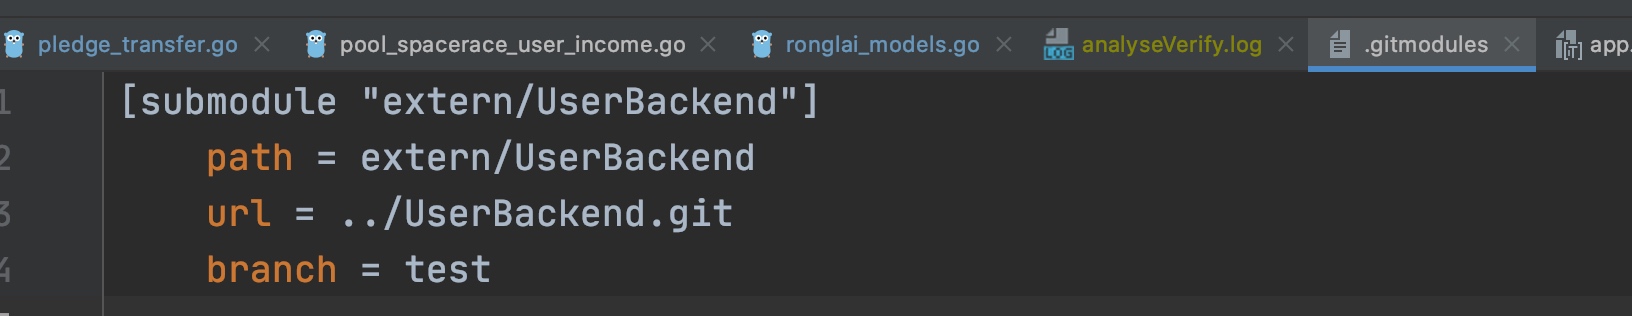 pledge_transfer.go pool_spacerace_user_income.go ronglai_models.go LOG analyseVerify.log .gitmodules [T] app.
1 [submodule "extern/UserBackend"]
2 path = extern/UserBackend
3 url = ../UserBackend.git
4 branch = test